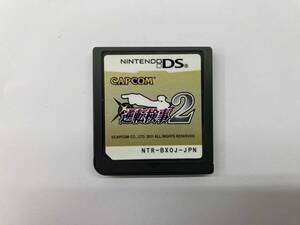 NINTENDO DS
CAPCOM
逆転検事2
©CAPCOM CO., LTD. 2011 ALL RIGHTS RESERVED.
NTR-BXOJ-JPN